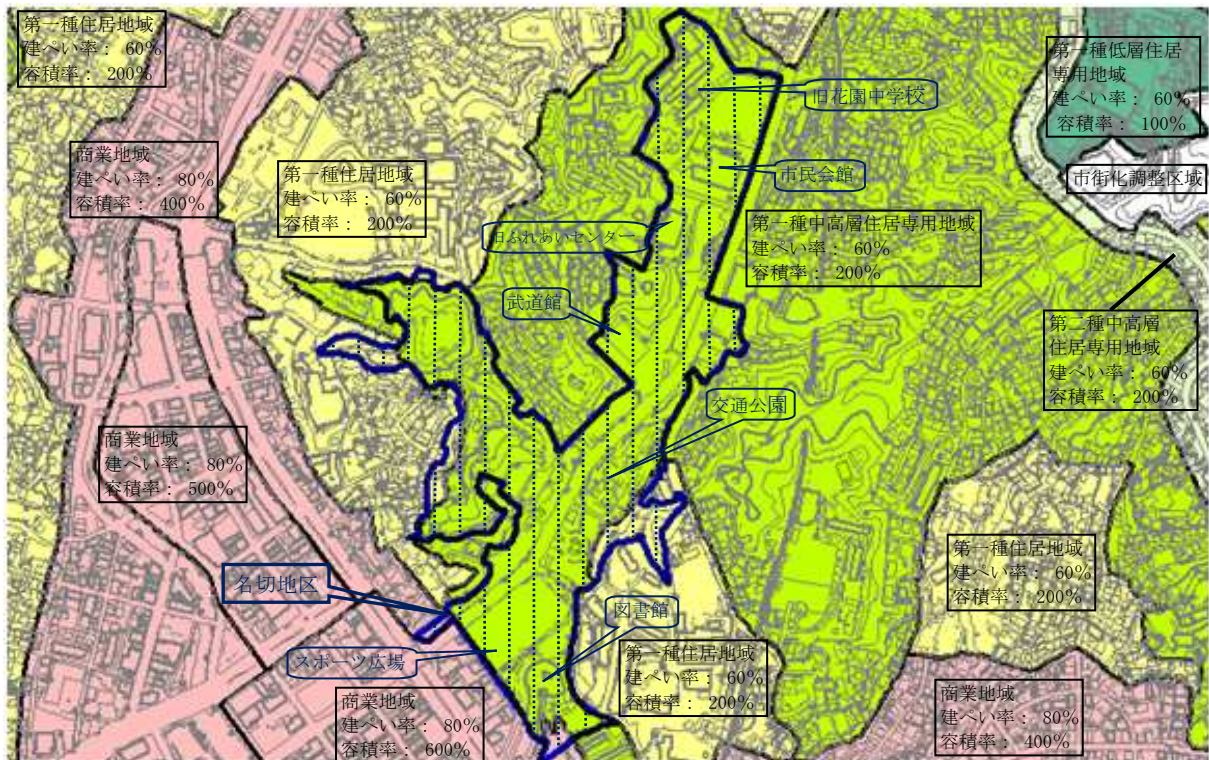 第一種住居地域
建ぺい率： 60%
容積率： 200%
商業地域
建ぺい率： 80%
容積率： 400%
第一種住居地域
建ぺい率： 60%
容積率： 200%
旧花園中学校
市民会館
旧ふれあいセンター
武道館
第一種中高層住居専用地域
建ぺい率： 60%
容積率： 200%
第一種低層住居
専用地域
建ぺい率： 60%
容積率： 100%
市街化調整区域
第二種中高層
住居専用地域
建ぺい率： 60%
容積率： 200%
交通公園
商業地域
建ぺい率： 80%
容積率： 500%
名切地区
スポーツ広場
図書館
第一種住居地域
建ぺい率： 60%
容積率： 200%
第一種住居地域
建ぺい率： 60%
容積率： 200%
商業地域
建ぺい率： 80%
容積率： 600%
商業地域
建ぺい率： 80%
容積率： 400%